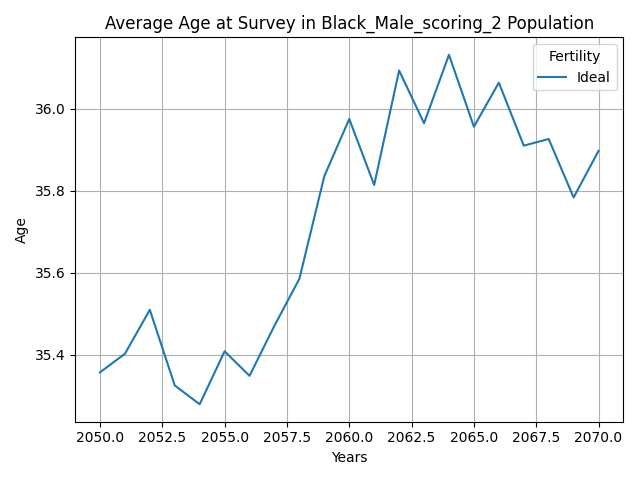 Average Age at Survey in Black_Male_scoring_2 Population
Fertility
Ideal
Age
36.0
35.8
35.6
35.4
2050.0 2052.5 2055.0 2057.5 2060.0 2062.5 2065.0 2067.5 2070.0
Years